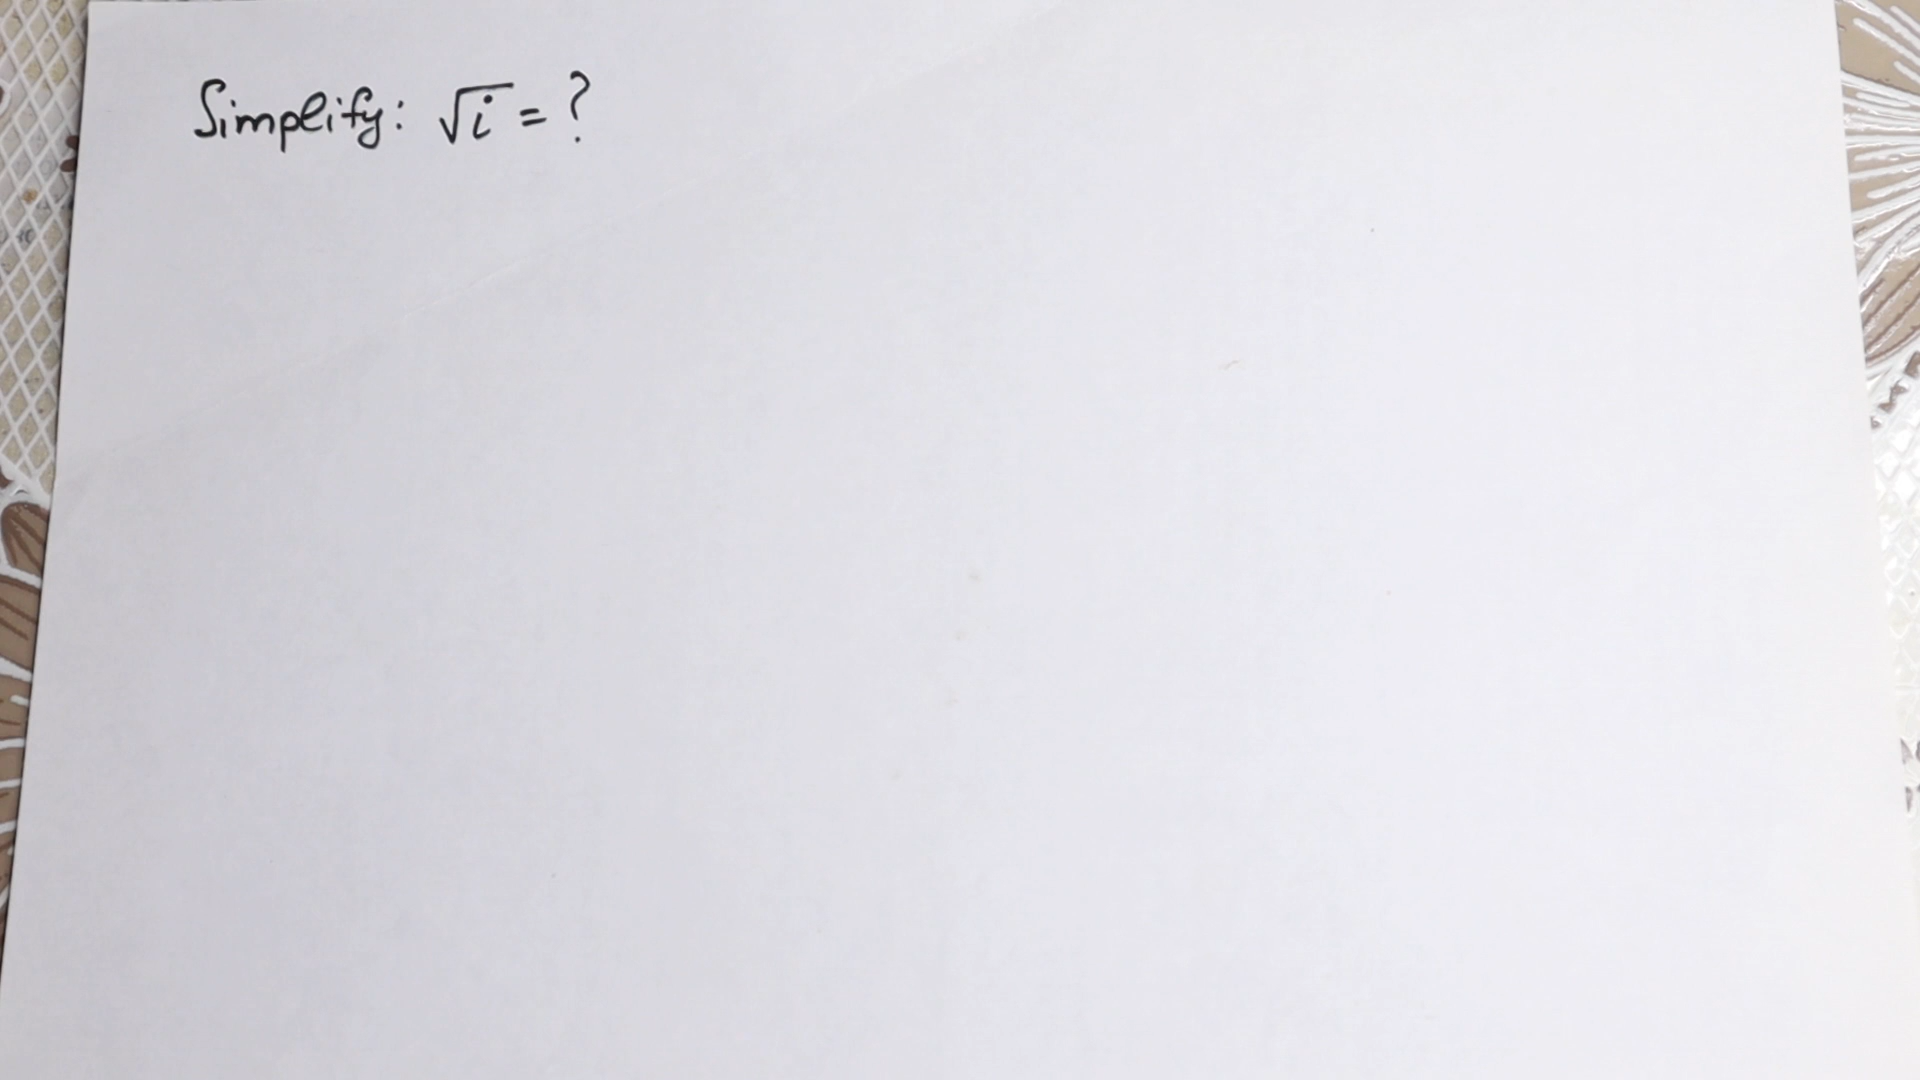 Simplify: √i = ?